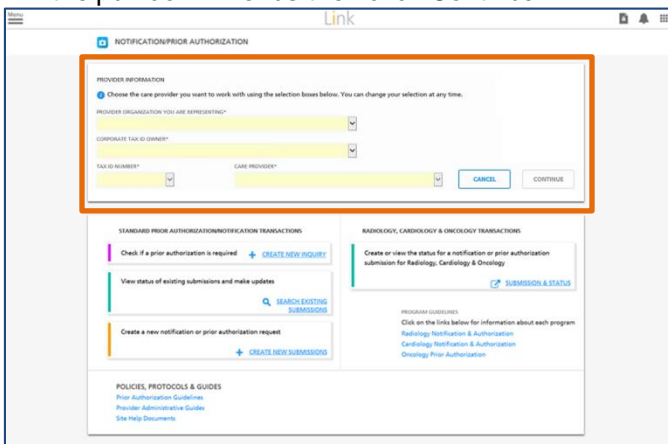 Menu
Link
NOTIFICATION/PRIOR AUTHORIZATION
PROVIDER INFORMATION
Choose the care provider you want to work with using the selection boxes below. You can change your selection at any time.
PROVIDER ORGANIZATION YOU ARE REPRESENTING*
CORPORATE TAX ID OWNER*
TAX ID NUMBER*
CARE PROVIDER*
CANCEL
CONTINUE
STANDARD PRIOR AUTHORIZATION/NOTIFICATION TRANSACTIONS
Check if a prior authorization is required
+ CREATE NEW INQUIRY
View status of existing submissions and make updates
SEARCH EXISTING
SUBMISSIONS
Create a new notification or prior authorization request
+ CREATE NEW SUBMISSIONS
RADIOLOGY, CARDIOLOGY & ONCOLOGY TRANSACTIONS
Create or view the status for a notification or prior authorization
submission for Radiology, Cardiology & Oncology
SUBMISSION & STATUS
PROGRAM GUIDELINES
Click on the links below for information about each program
Radiology Notification & Authorization
Cardiology Notification & Authorization
Oncology Prior Authorization
POLICIES, PROTOCOLS & GUIDES
Prior Authorization Guidelines
Provider Administrative Guides
Site Help Documents